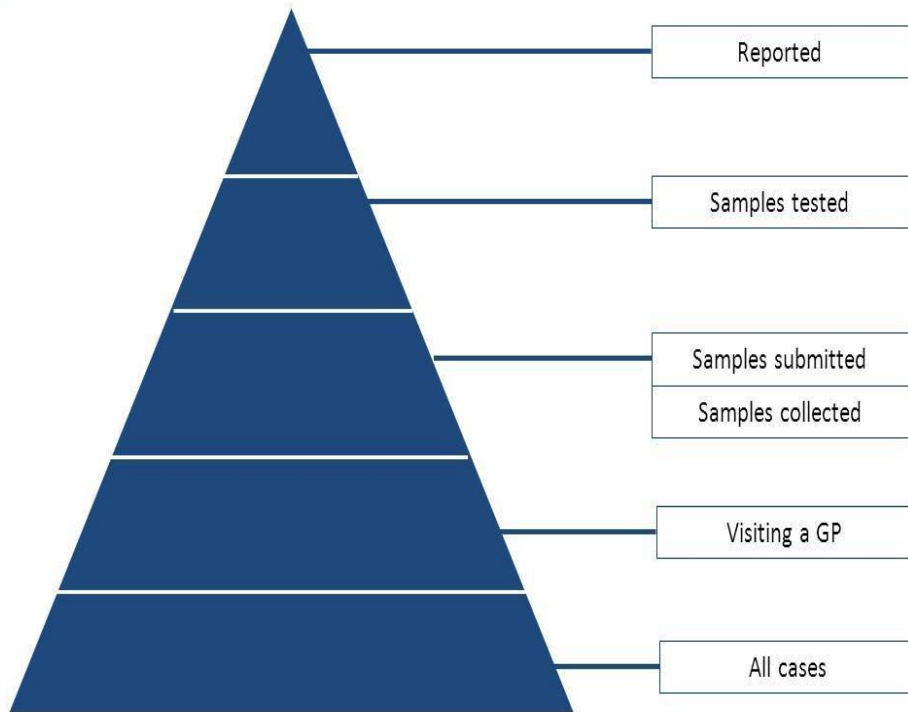 Reported
Samples tested
Samples submitted
Samples collected
Visiting a GP
All cases